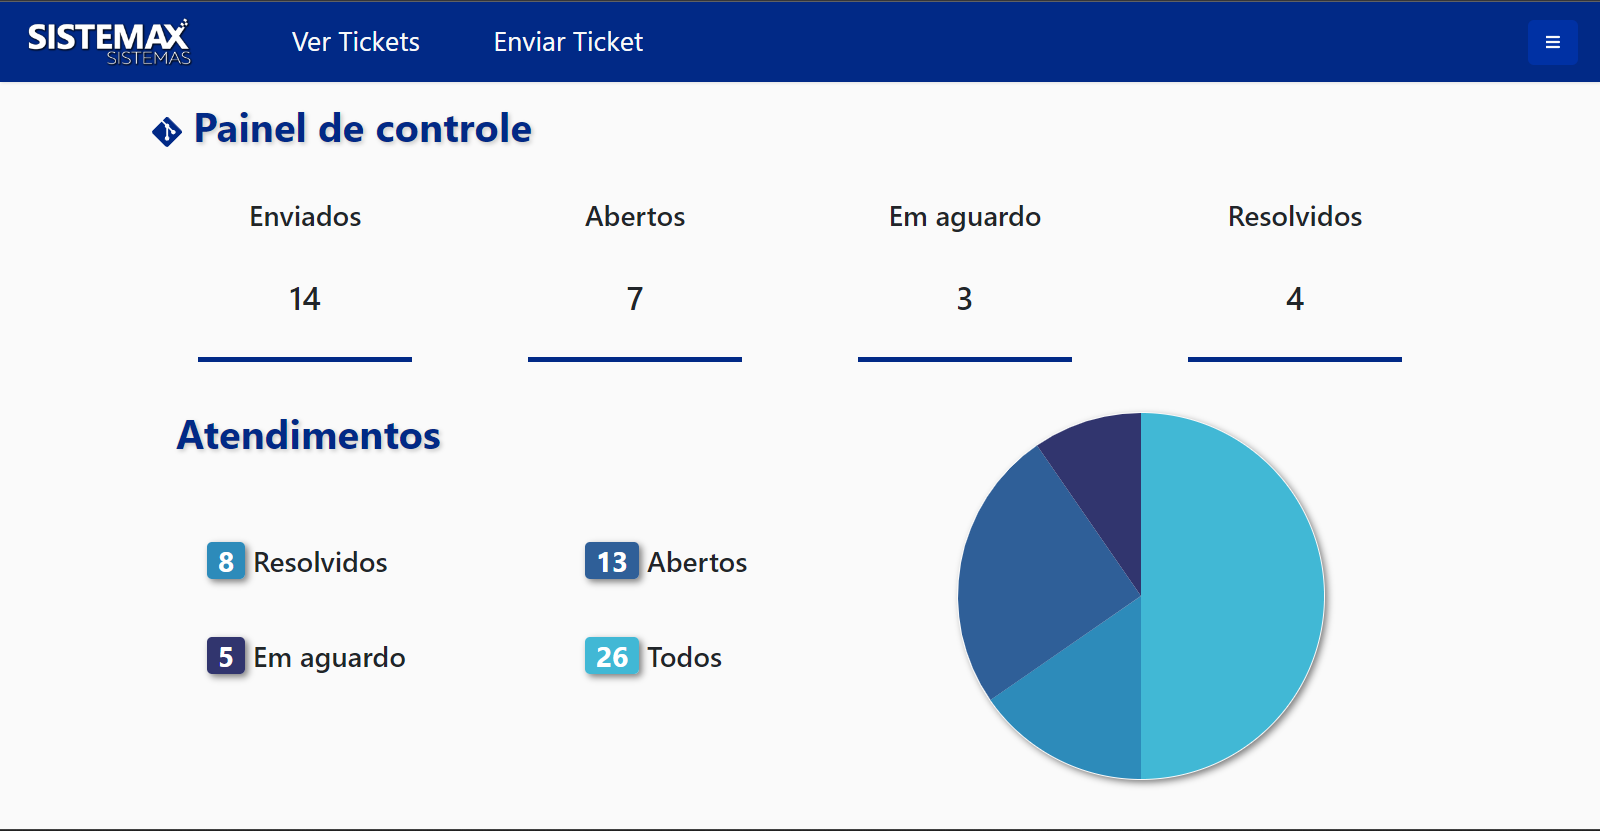 SISTEMAX
SISTEMAS
Ver Tickets
Enviar Ticket
Painel de controle
Enviados
Abertos
Em aguardo
Resolvidos
14
7
3
4
Atendimentos
8 Resolvidos
13 Abertos
5 Em aguardo
26 Todos